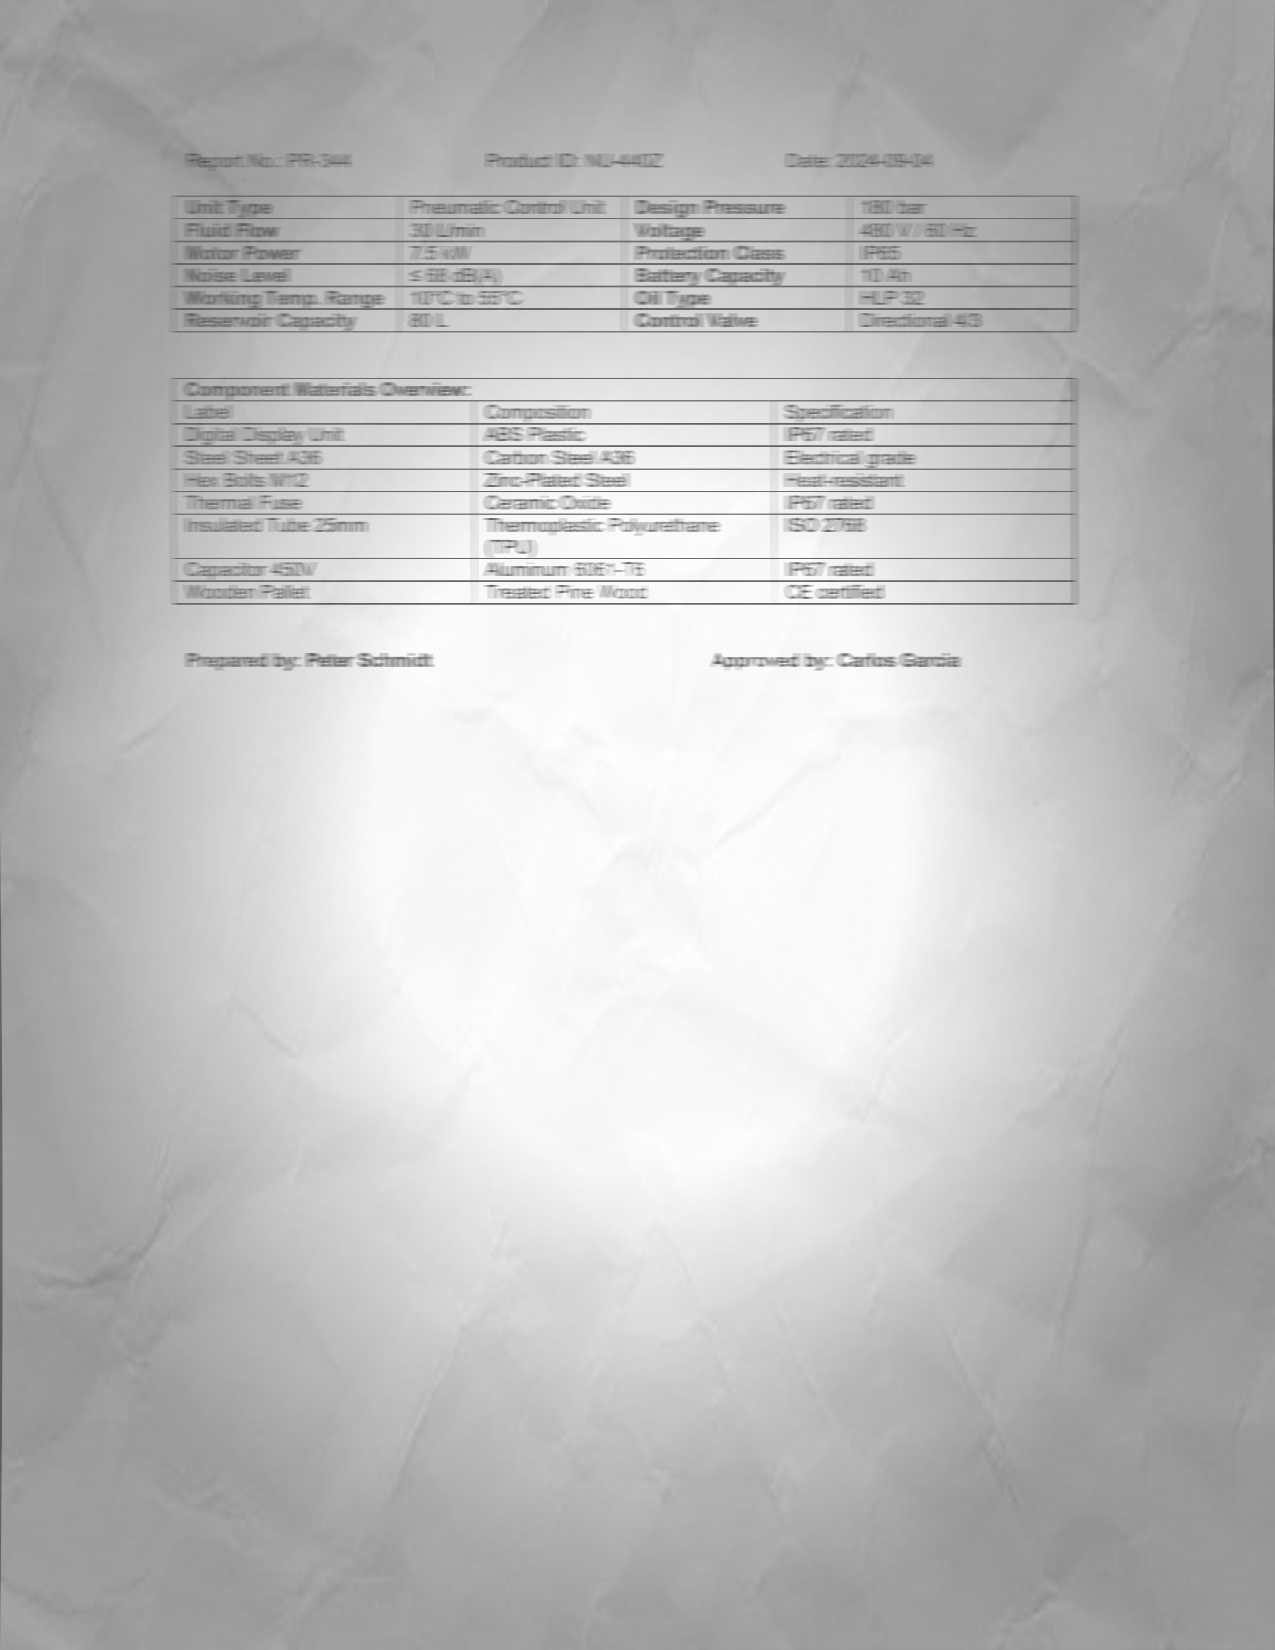 Report No.: PR-344 Product ID: NU-440Z Date: 2024-09-04
Unit Type Pneumatic Control Unit Design Pressure 180 bar
Fluid Flow 30 L/min Voltage 480 V / 60 Hz
Motor Power 7.5 kW Protection Class IP65
Noise Level ≤ 68 dB(A) Battery Capacity 10 Ah
Working Temp. Range 10°C to 55°C Oil Type HLP 32
Reservoir Capacity 80 L Control Valve Directional 4/3
Component Materials Overview:
Label Composition Specification
Digital Display Unit ABS Plastic IP67 rated
Steel Sheet A36 Carbon Steel A36 Electrical grade
Hex Bolts M12 Zinc-Plated Steel Heat-resistant
Thermal Fuse Ceramic Oxide IP67 rated
Insulated Tube 25mm Thermoplastic Polyurethane ISO 2768
(TPU)
Capacitor 450V Aluminum 6061-T6 IP67 rated
Wooden Pallet Treated Pine Wood CE certified
Prepared by: Peter Schmidt Approved by: Carlos Garcia